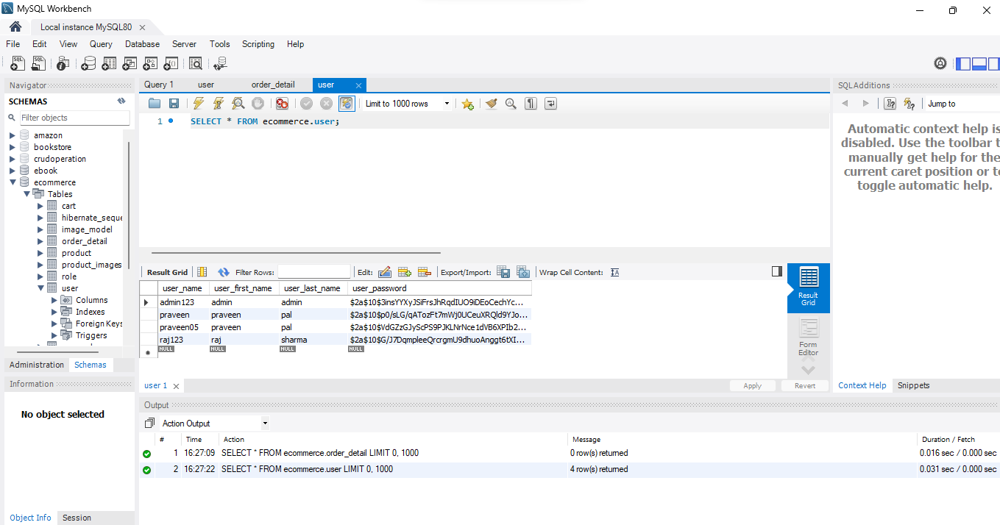 MySQL Workbench
Local instance MySQL80
File Edit View Query Database Server Tools Scripting Help
Navigator
SCHEMAS
Filter objects
amazon
bookstore
crudoperation
ebook
ecommerce
Tables
cart
hibernate_seque
image_model
order_detail
product
product_images
role
user
Columns
Indexes
Foreign Keys
Triggers
Administration Schemas
Information
No object selected
Object Info Session
Query 1 user order_detail user
Limit to 1000 rows
1 SELECT * FROM ecommerce.user;
Result Grid Filter Rows: Edit: Export/Import: Wrap Cell Content:
user_name user_first_name user_last_name user_password
admin123 admin admin $2a$10$3insYYXyJSiFrsJhRqdIUO9iDEoCechYc...
praveen praveen pal $2a$10$p0/sLG/qATozFt7mWj0UCeuXRQld9YJo...
praveen05 praveen pal $2a$10$VdGZzGJyScPS9PJKLNrNce1dVB6XPIb2...
raj123 raj sharma $2a$10$G/J7DqmpleeQrcrgmU9dhuoAnggt6tXI...
NULL NULL NULL NULL
Result
Grid
Form
Editor
user 1 Apply Revert
Output
Action Output
# Time Action Message Duration / Fetch
1 16:27:09 SELECT * FROM ecommerce.order_detail LIMIT 0, 1000 0 row(s) returned 0.016 sec / 0.000 sec
2 16:27:22 SELECT * FROM ecommerce.user LIMIT 0, 1000 4 row(s) returned 0.031 sec / 0.000 sec
SQLAdditions
Jump to
Automatic context help is
disabled. Use the toolbar t
manually get help for the
current caret position or to
toggle automatic help.
Context Help Snippets